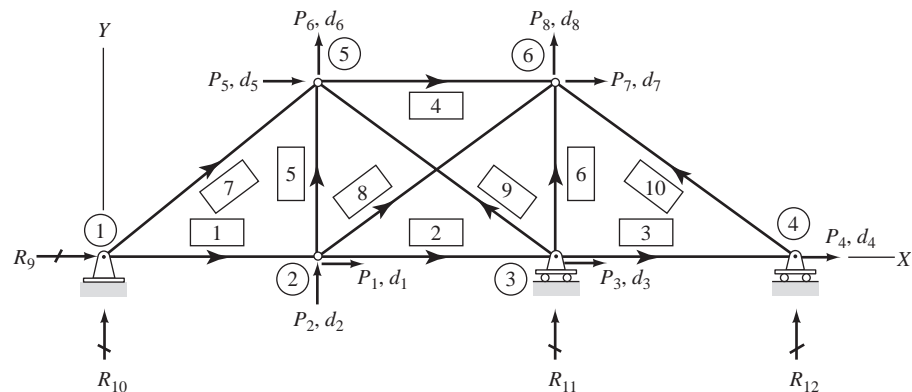 P6, d6
P8, d8
Y
5
6
P5, d5
P7, d7
4
5
6
7
8
9
10
1
1
2
3
4
P4, d4
R9
X
2
P1, d1
3
P3, d3
P2, d2
R10
R11
R12